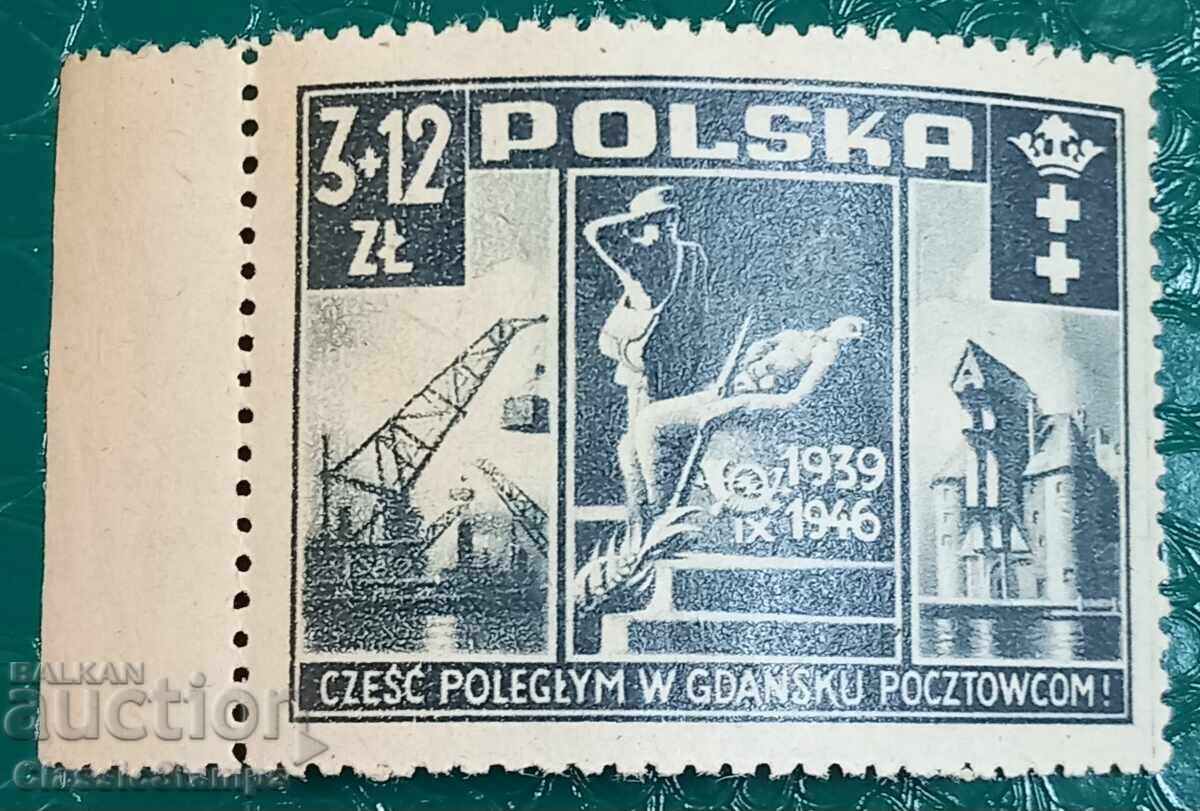 3+12
ZŁ
POLSKA
1939
IX 1946
CZEŚĆ POLEGŁYM W GDAŃSKU POCZTOWCOM!
BALKAN
auction
ClassicStamps